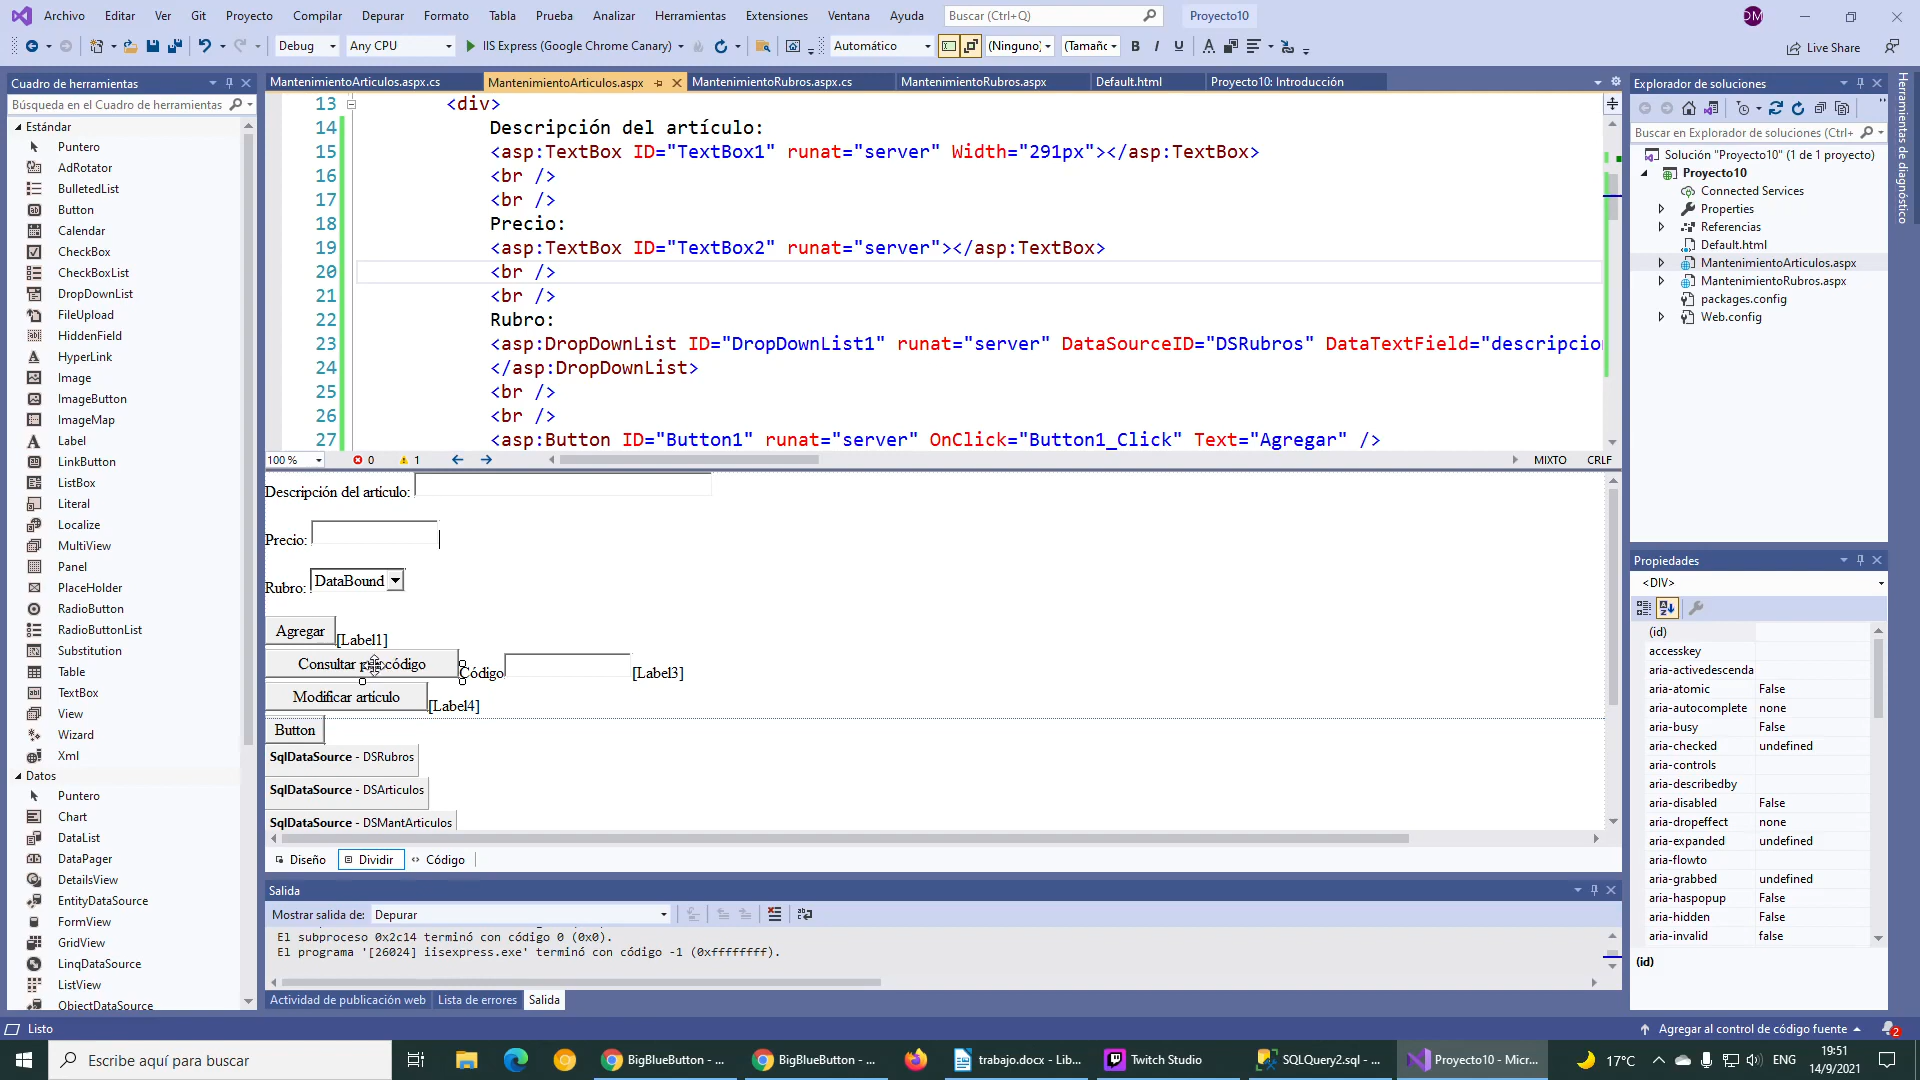 Archivo Editar Ver Git Proyecto Compilar Depurar Formato Tabla Prueba Analizar Herramientas Extensiones Ventana Ayuda Buscar (Ctrl+Q) Proyecto10 DM
Debug Any CPU IIS Express (Google Chrome Canary) Automático (Ninguno) (Tamañc B I U A Live Share
Cuadro de herramientas
Búsqueda en el Cuadro de herramientas
Estándar
Puntero
AdRotator
BulletedList
Button
Calendar
CheckBox
CheckBoxList
DropDownList
FileUpload
HiddenField
HyperLink
Image
ImageButton
ImageMap
Label
LinkButton
ListBox
Literal
Localize
MultiView
Panel
PlaceHolder
RadioButton
RadioButtonList
Substitution
Table
TextBox
View
Wizard
Xml
Datos
Puntero
Chart
DataList
DataPager
DetailsView
EntityDataSource
FormView
GridView
LinqDataSource
ListView
ObjectDataSource
MantenimientoArticulos.aspx.cs MantenimientoArticulos.aspx MantenimientoRubros.aspx.cs MantenimientoRubros.aspx Default.html Proyecto10: Introducción
13 <div>
14 Descripción del artículo:
15 <asp:TextBox ID="TextBox1" runat="server" Width="291px"></asp:TextBox>
16 <br />
17 <br />
18 Precio:
19 <asp:TextBox ID="TextBox2" runat="server"></asp:TextBox>
20 <br />
21 <br />
22 Rubro:
23 <asp:DropDownList ID="DropDownList1" runat="server" DataSourceID="DSRubros" DataTextField="descripcio
24 </asp:DropDownList>
25 <br />
26 <br />
27 <asp:Button ID="Button1" runat="server" OnClick="Button1_Click" Text="Agregar" />
100 % 0 1 MIXTO CRLF
Descripción del artículo:
Precio:
Rubro: DataBound
Agregar [Label1]
Consultar código Código [Label3]
Modificar artículo [Label4]
Button
SqlDataSource - DSRubros
SqlDataSource - DSArticulos
SqlDataSource - DSMantArticulos
Diseño Dividir Código
Salida
Mostrar salida de: Depurar
El subproceso 0x2c14 terminó con código 0 (0x0).
El programa '[26024] iisexpress.exe' terminó con código -1 (0xffffffff).
Actividad de publicación web Lista de errores Salida
Explorador de soluciones
Buscar en Explorador de soluciones (Ctrl+
Solución "Proyecto10" (1 de 1 proyecto)
Proyecto10
Connected Services
Properties
Referencias
Default.html
MantenimientoArticulos.aspx
MantenimientoRubros.aspx
packages.config
Web.config
Herramientas de diagnóstico
Propiedades
<DIV>
(id)
accesskey
aria-activedescenda
aria-atomic False
aria-autocomplete none
aria-busy False
aria-checked undefined
aria-controls
aria-describedby
aria-disabled False
aria-dropeffect none
aria-expanded undefined
aria-flowto
aria-grabbed undefined
aria-haspopup False
aria-hidden False
aria-invalid false
(id)
Listo Agregar al control de código fuente 2
Escribe aquí para buscar BigBlueButton - ... BigBlueButton - ... trabajo.docx - Lib... Twitch Studio SQLQuery2.sql - ... Proyecto10 - Micr... 17°C ENG 19:51
14/9/2021